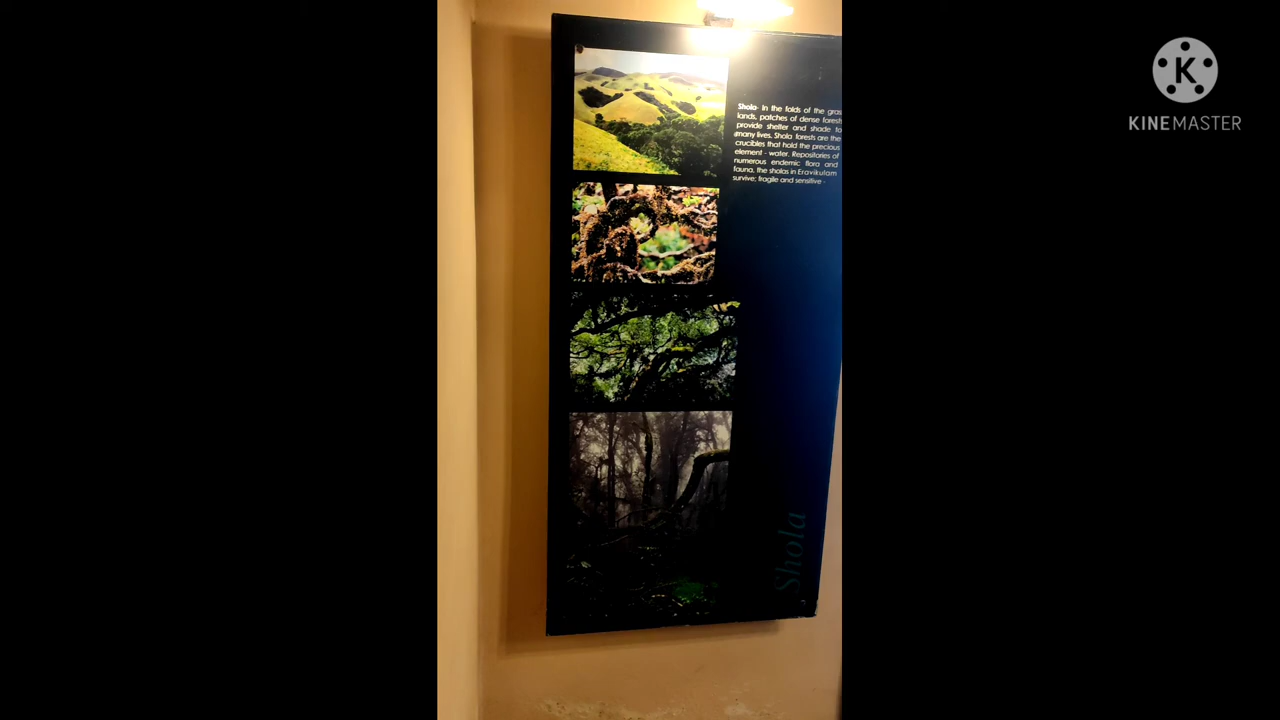 Shola- In the folds of the gras
lands, patches of dense forest
provide shelter and shade to
many lives. Shola forests are the
crucibles that hold the precious
element - water. Repositories of
numerous endemic flora and
fauna, the sholas in Eravikulam
survive; fragile and sensitive -
Shola
K
KINEMASTER